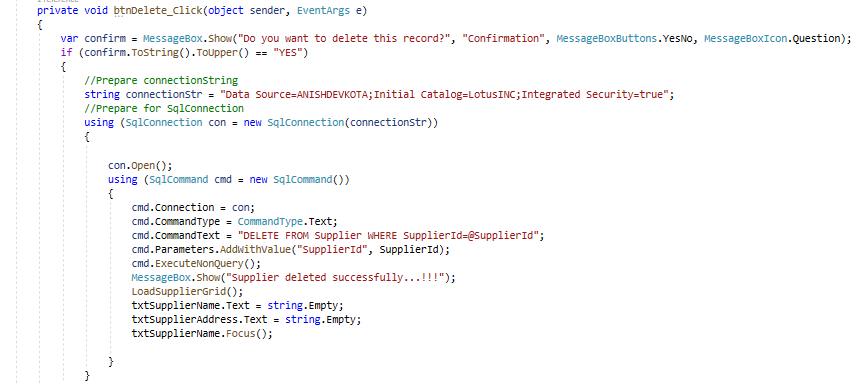 private void btnDelete_Click(object sender, EventArgs e)
{
var confirm = MessageBox.Show("Do you want to delete this record?", "Confirmation", MessageBoxButtons.YesNo, MessageBoxIcon.Question);
if (confirm.ToString().ToUpper() == "YES")
{
//Prepare connectionString
string connectionStr = "Data Source=ANISHDEVKOTA;Initial Catalog=LotusINC;Integrated Security=true";
//Prepare for SqlConnection
using (SqlConnection con = new SqlConnection(connectionStr))
{
con.Open();
using (SqlCommand cmd = new SqlCommand())
{
cmd.Connection = con;
cmd.CommandType = CommandType.Text;
cmd.CommandText = "DELETE FROM Supplier WHERE SupplierId=@SupplierId";
cmd.Parameters.AddWithValue("SupplierId", SupplierId);
cmd.ExecuteNonQuery();
MessageBox.Show("Supplier deleted successfully...!!!");
LoadSupplierGrid();
txtSupplierName.Text = string.Empty;
txtSupplierAddress.Text = string.Empty;
txtSupplierName.Focus();
}
}